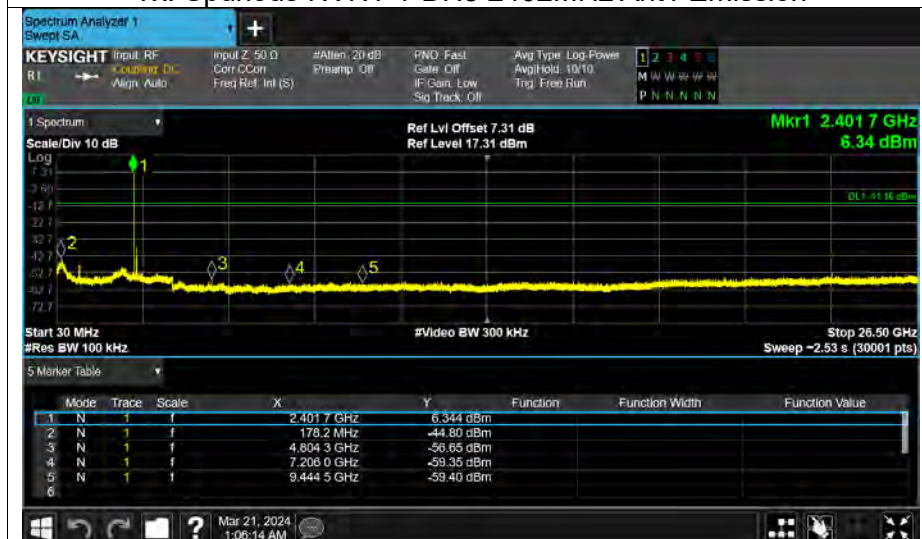 Spectrum Analyzer 1
Swept SA
KEYSIGHT Input: RF
Coupling: DC
Align: Auto
Input Z: 50 Ω
Corr CCorr
Freq Ref: Int (S)
#Atten: 20 dB
Preamp: Off
PNO: Fast
Gate: Off
IF Gain: Low
Sig Track: Off
Avg Type: Log-Power
Avg|Hold: 10/10
Trig: Free Run
1 2 3 4 5 6
M W W W W W
P N N N N N
1 Spectrum
Scale/Div 10 dB
Ref Lvl Offset 7.31 dB
Ref Level 17.31 dBm
Mkr1 2.401 7 GHz
6.34 dBm
Log
7.31
-2.69
-12.7
-22.7
-32.7
-42.7
-52.7
-62.7
-72.7
1
2
3
4
5
Start 30 MHz
#Res BW 100 kHz
#Video BW 300 kHz
Stop 26.50 GHz
Sweep ~2.53 s (30001 pts)
5 Marker Table
Mode Trace Scale X Y Function Function Width Function Value
1 N 1 f 2.401 7 GHz 6.344 dBm
2 N 1 f 178.2 MHz -44.80 dBm
3 N 1 f 4.804 3 GHz -56.65 dBm
4 N 1 f 7.206 0 GHz -59.35 dBm
5 N 1 f 9.444 5 GHz -59.40 dBm
6
?
Mar 21, 2024
1:06:14 AM